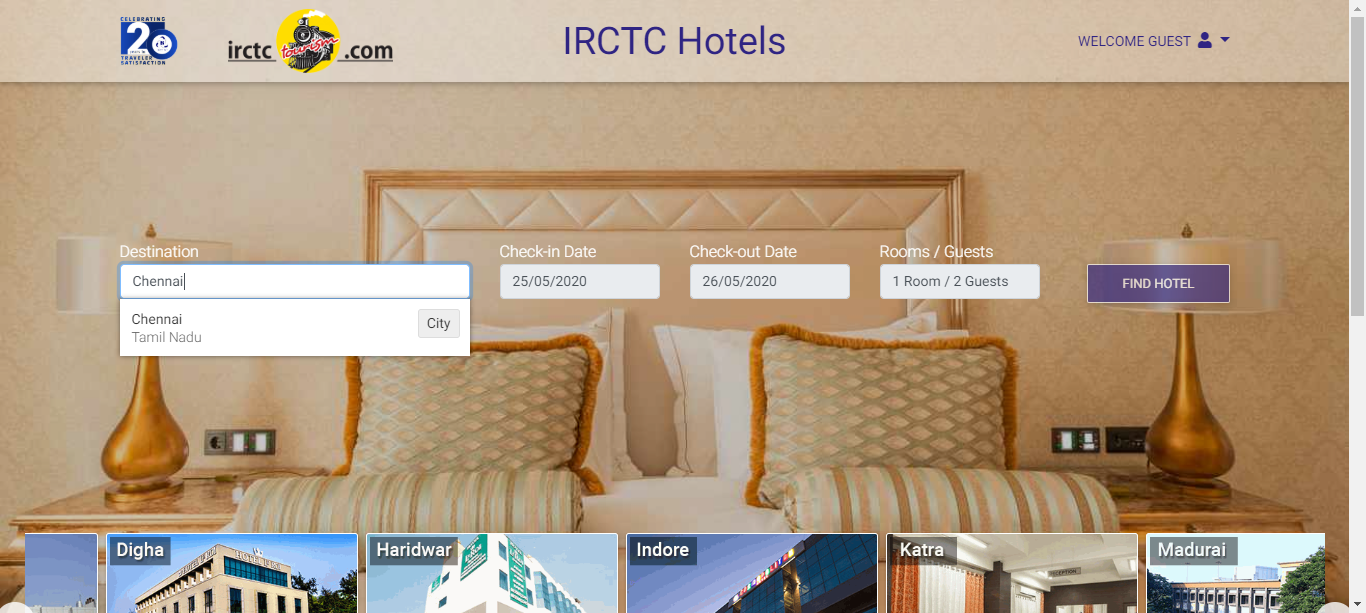 CELEBRATING
20
TRAVELER
SATISFACTION
irctc tourism .com
IRCTC Hotels
WELCOME GUEST
Destination
Check-in Date
Check-out Date
Rooms / Guests
Chennai
25/05/2020
26/05/2020
1 Room / 2 Guests
FIND HOTEL
Chennai
City
Tamil Nadu
Digha
Haridwar
Indore
Katra
Madurai
RECEPTION